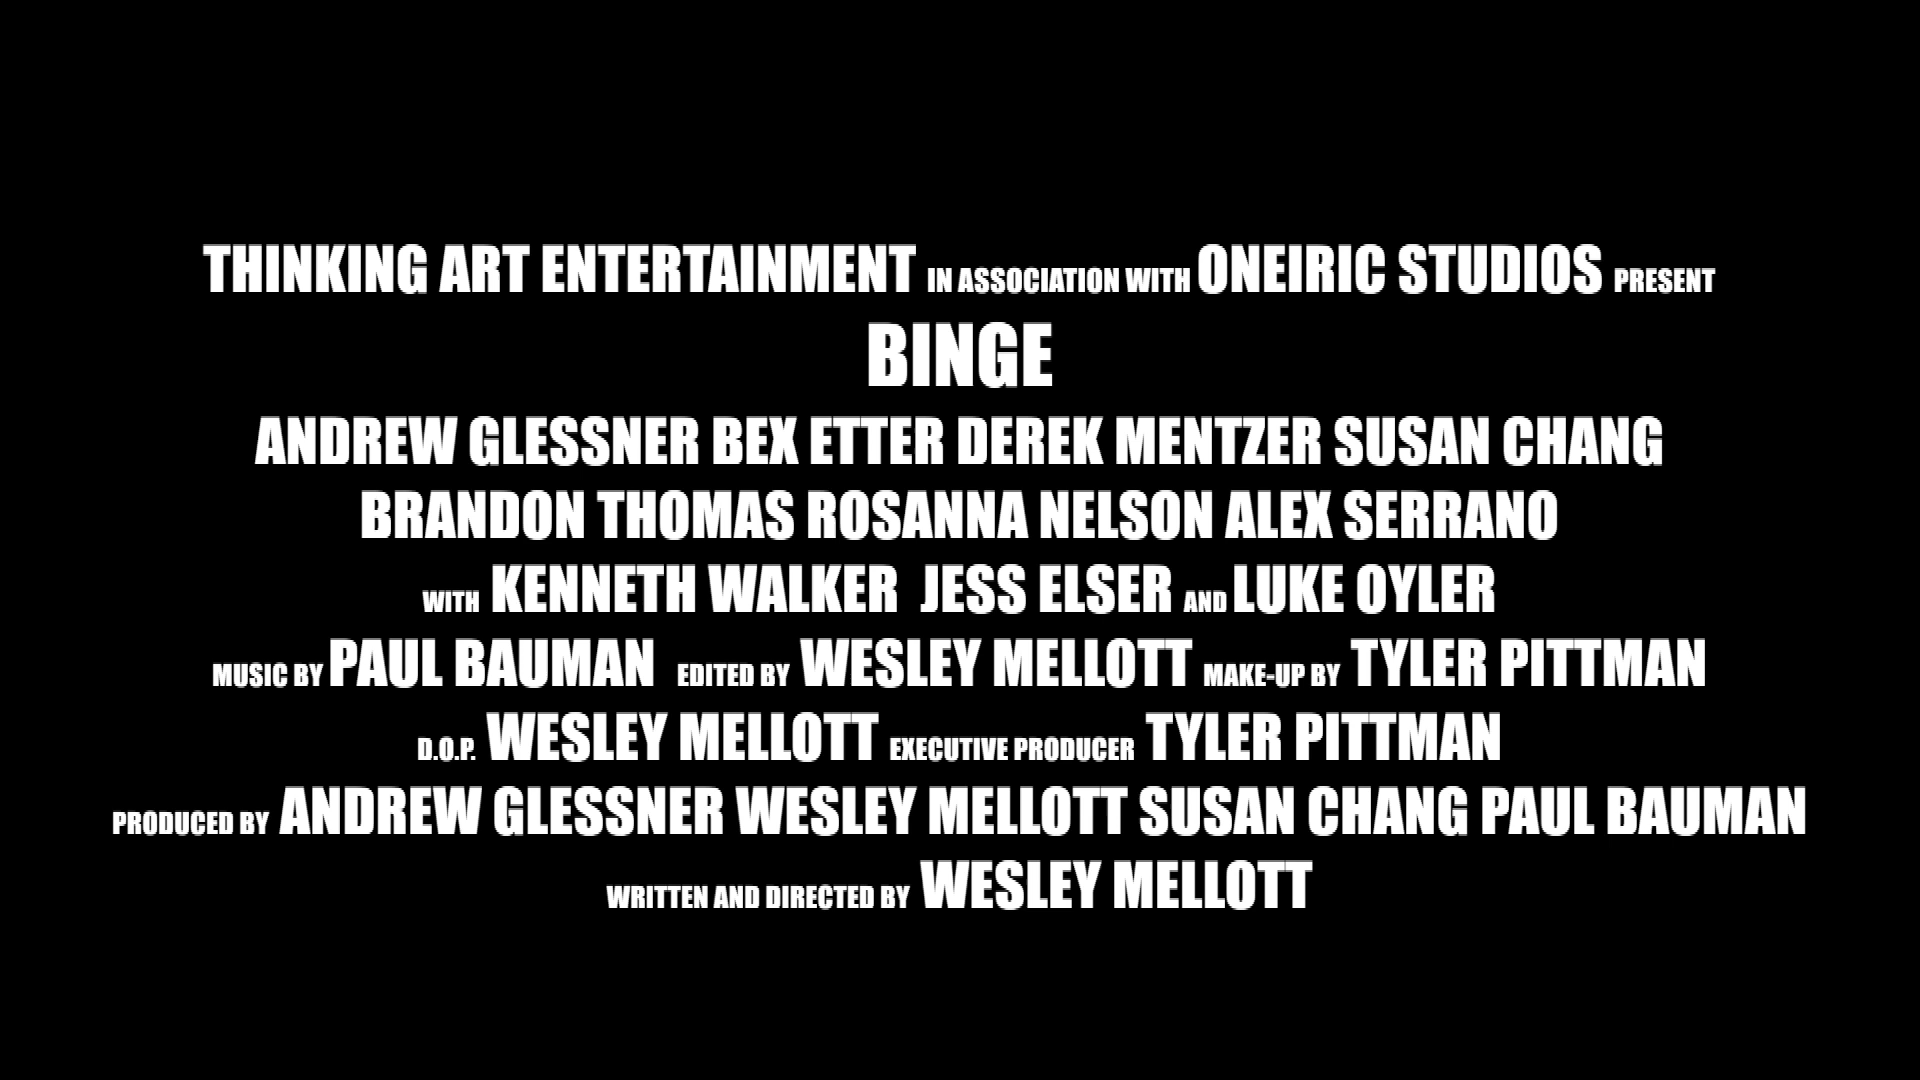 THINKING ART ENTERTAINMENT IN ASSOCIATION WITH ONEIRIC STUDIOS PRESENT
BINGE
ANDREW GLESSNER BEX ETTER DEREK MENTZER SUSAN CHANG
BRANDON THOMAS ROSANNA NELSON ALEX SERRANO
WITH KENNETH WALKER JESS ELSER AND LUKE OYLER
MUSIC BY PAUL BAUMAN EDITED BY WESLEY MELLOTT MAKE-UP BY TYLER PITTMAN
D.O.P. WESLEY MELLOTT EXECUTIVE PRODUCER TYLER PITTMAN
PRODUCED BY ANDREW GLESSNER WESLEY MELLOTT SUSAN CHANG PAUL BAUMAN
WRITTEN AND DIRECTED BY WESLEY MELLOTT